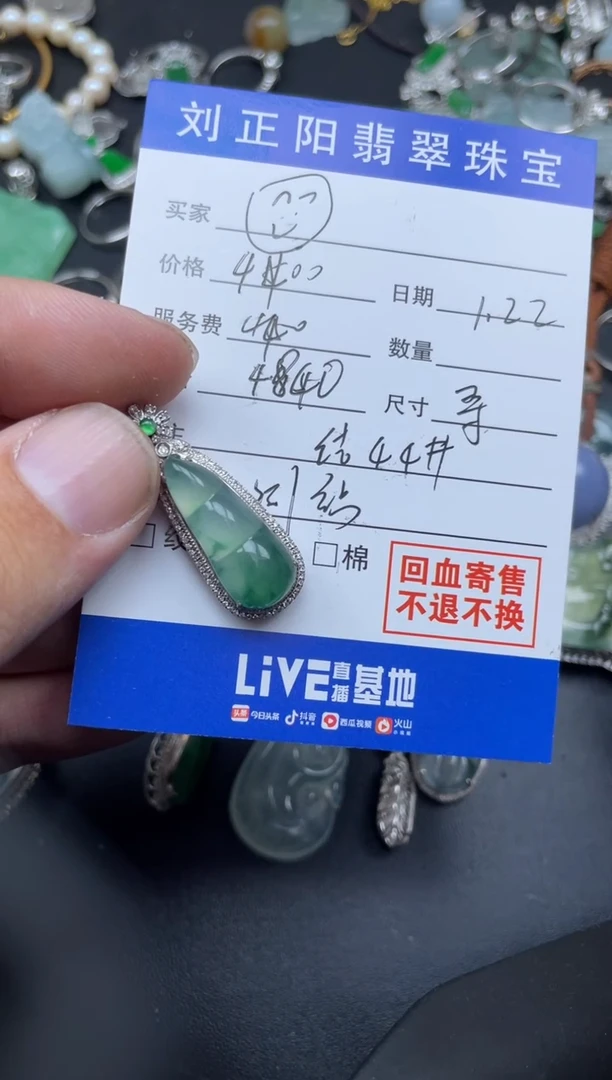 刘正阳翡翠珠宝
买家
价格 4400 日期 1.22
服务费 440 数量
4840 尺寸
结44#
棉
回血寄售
不退不换
LiVE直播基地
头条 今日头条 抖音 西瓜视频 火山